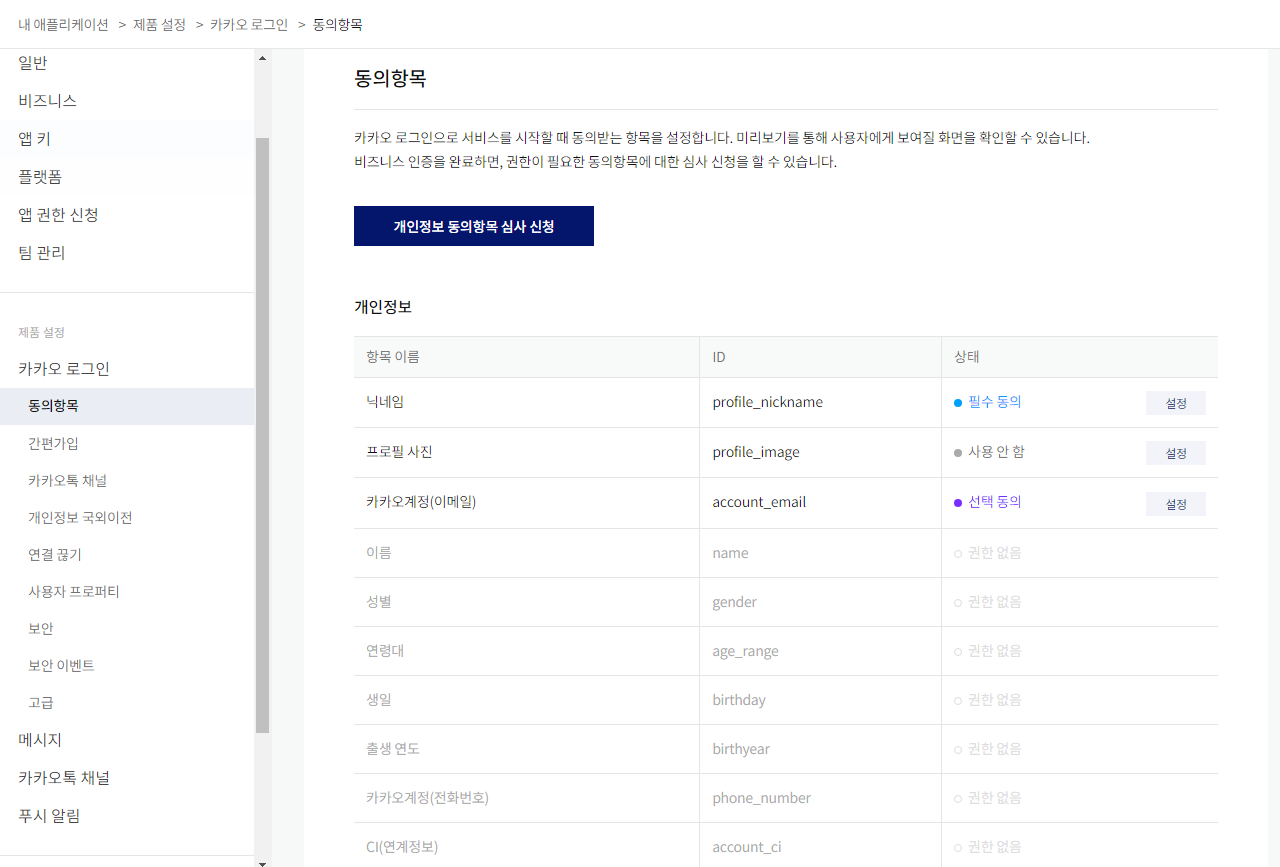 내 애플리케이션 > 제품 설정 > 카카오 로그인 > 동의항목
일반
비즈니스
앱 키
플랫폼
앱 권한 신청
팀 관리
제품 설정
카카오 로그인
동의항목
간편가입
카카오톡 채널
개인정보 국외이전
연결 끊기
사용자 프로퍼티
보안
보안 이벤트
고급
메시지
카카오톡 채널
푸시 알림
동의항목
카카오 로그인으로 서비스를 시작할 때 동의받는 항목을 설정합니다. 미리보기를 통해 사용자에게 보여질 화면을 확인할 수 있습니다.
비즈니스 인증을 완료하면, 권한이 필요한 동의항목에 대한 심사 신청을 할 수 있습니다.
개인정보 동의항목 심사 신청
개인정보
항목 이름 ID 상태
닉네임 profile_nickname 필수 동의 설정
프로필 사진 profile_image 사용 안 함 설정
카카오계정(이메일) account_email 선택 동의 설정
이름 name 권한 없음
성별 gender 권한 없음
연령대 age_range 권한 없음
생일 birthday 권한 없음
출생 연도 birthyear 권한 없음
카카오계정(전화번호) phone_number 권한 없음
CI(연계정보) account_ci 권한 없음